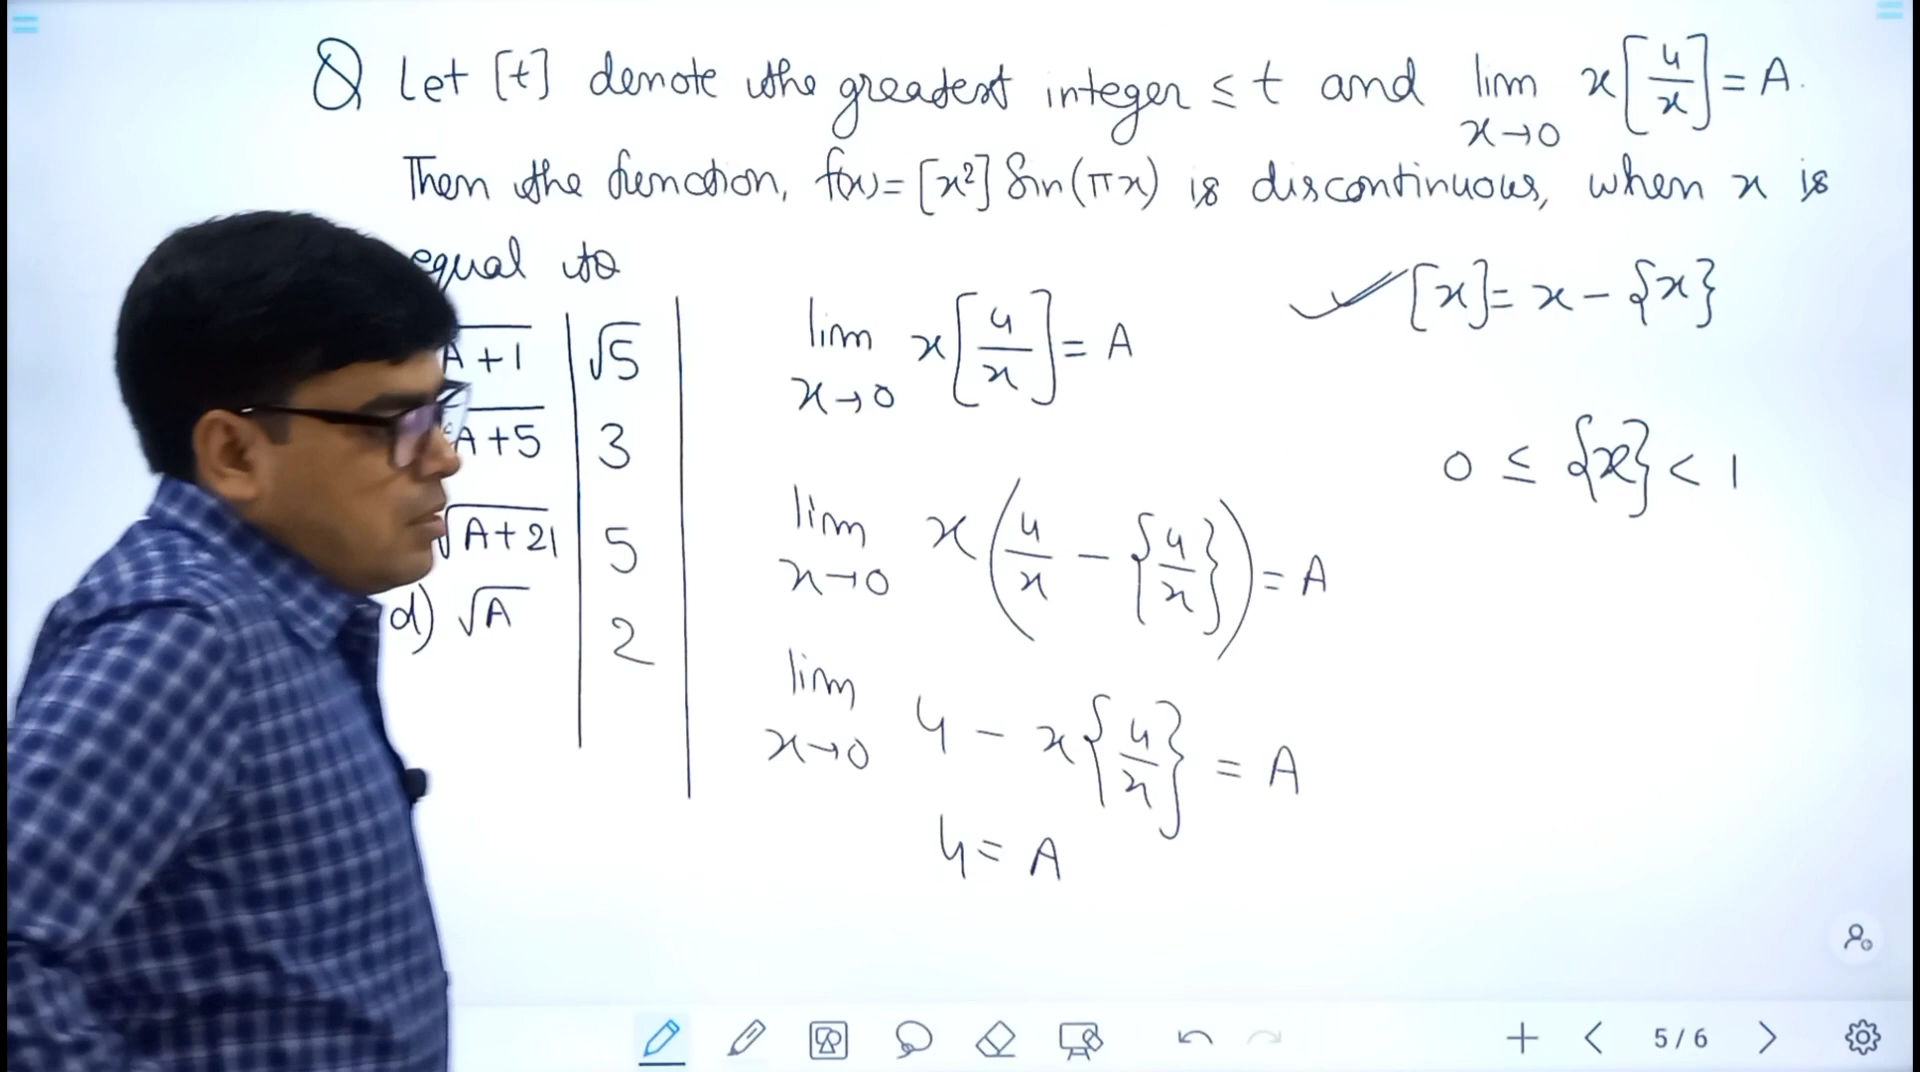 Q Let [t] denote the greatest integer ≤ t and lim x→0 x[4/x] = A.
Then the function, f(x) = [x²] Sin(πx) is discontinuous, when x is
equal to
A+1 | √5
A+5 | 3
√A+21 | 5
d) √A | 2
lim x→0 x[4/x] = A
lim x→0 x(4/x - {4/x}) = A
lim x→0 4 - x{4/x} = A
4 = A
[x] = x - {x}
0 ≤ {x} < 1
5 / 6